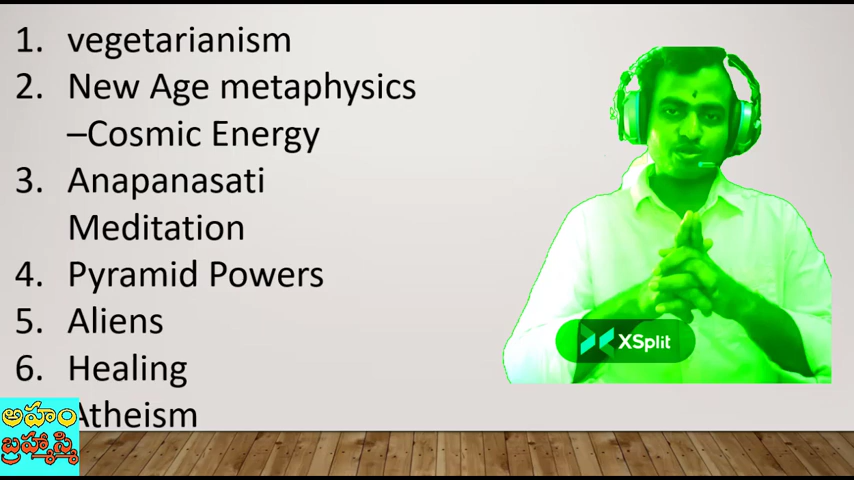 1. vegetarianism
2. New Age metaphysics
–Cosmic Energy
3. Anapanasati
Meditation
4. Pyramid Powers
5. Aliens
6. Healing
Atheism
XSplit
అహం
బ్రహ్మాస్మి